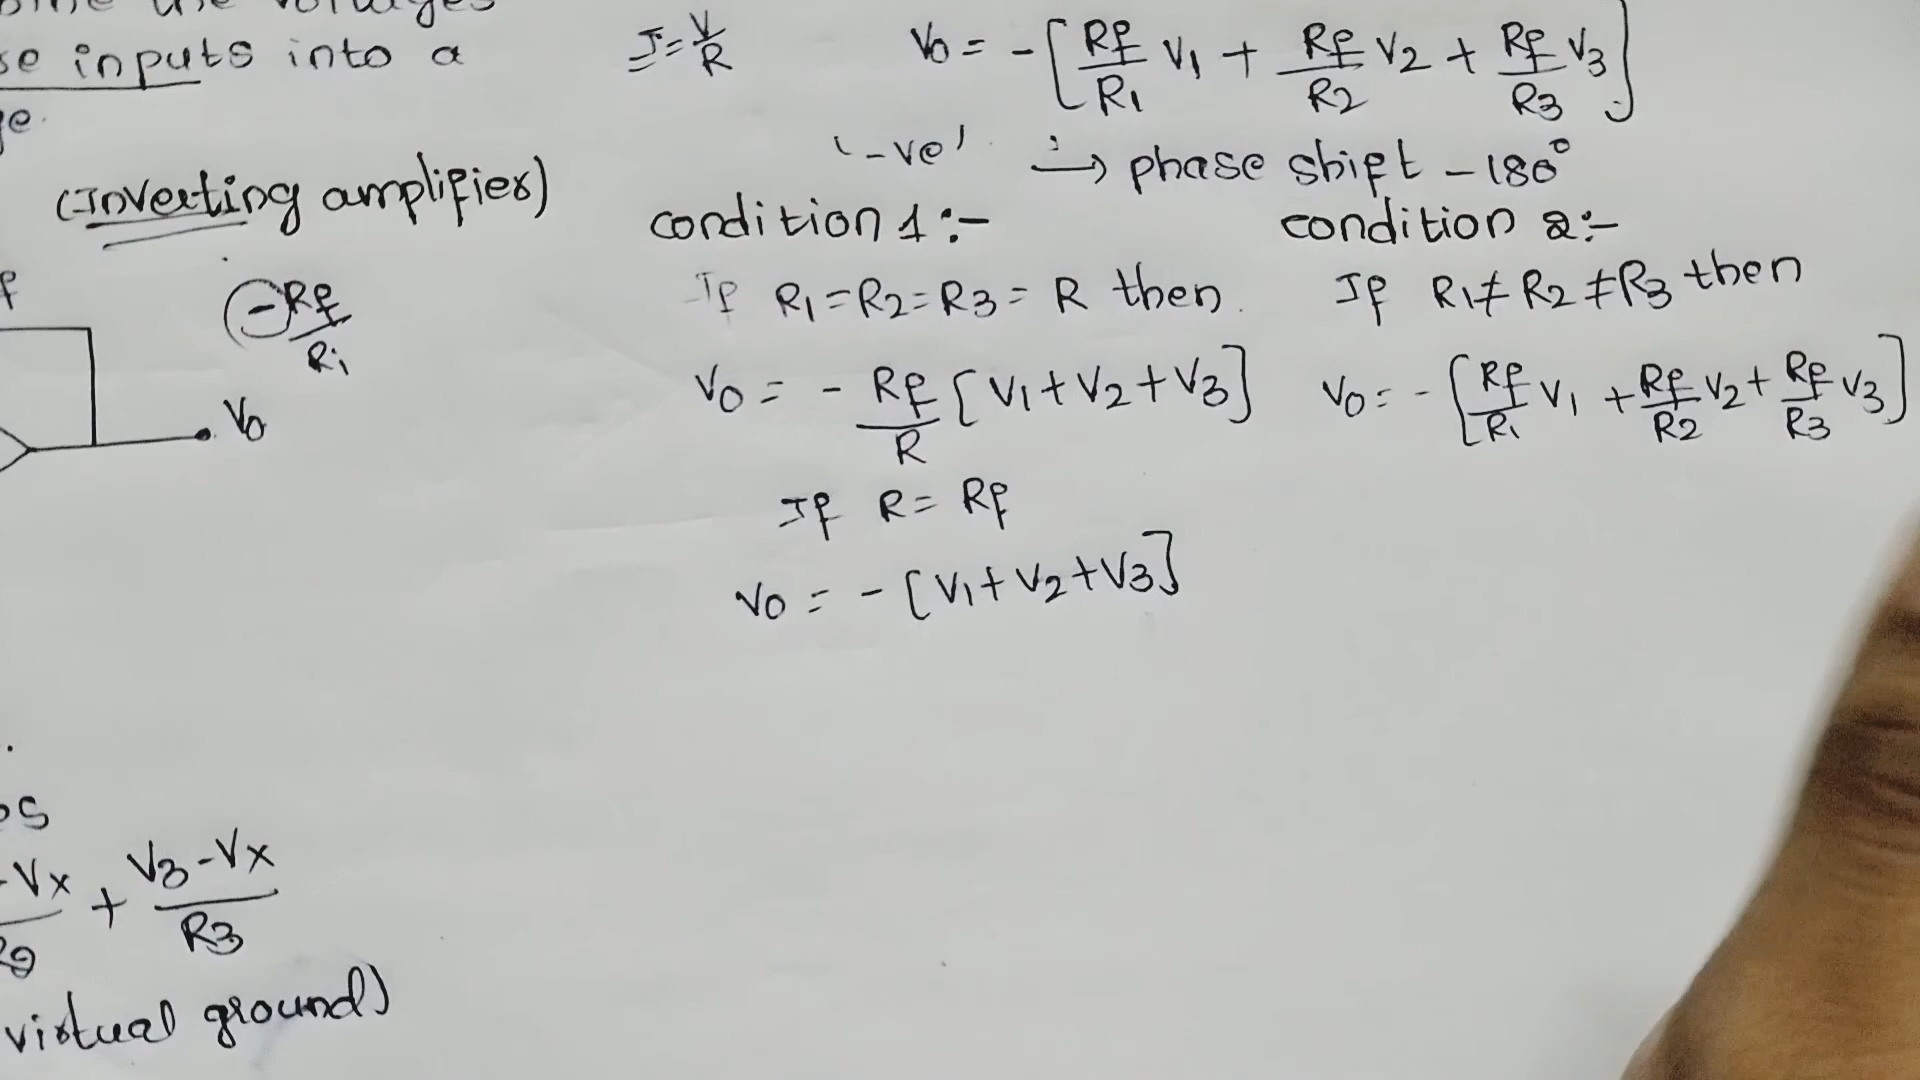 the voltages
inputs into a
(Inverting amplifier)
-Rf/Ri
Vo
V3-Vx
-Vx + ―――
R3
virtual ground)
I=V/R
Vo = -[Rf/R1 V1 + Rf/R2 V2 + Rf/R3 V3]
'-ve' : → phase shift - 180°
condition 1 :-
If R1=R2=R3=R then
Vo = - Rf/R [V1+V2+V3]
If R= Rf
Vo = - [V1+V2+V3]
condition 2:-
If R1≠R2≠R3 then
Vo= -[Rf/R1 V1 + Rf/R2 V2 + Rf/R3 V3]